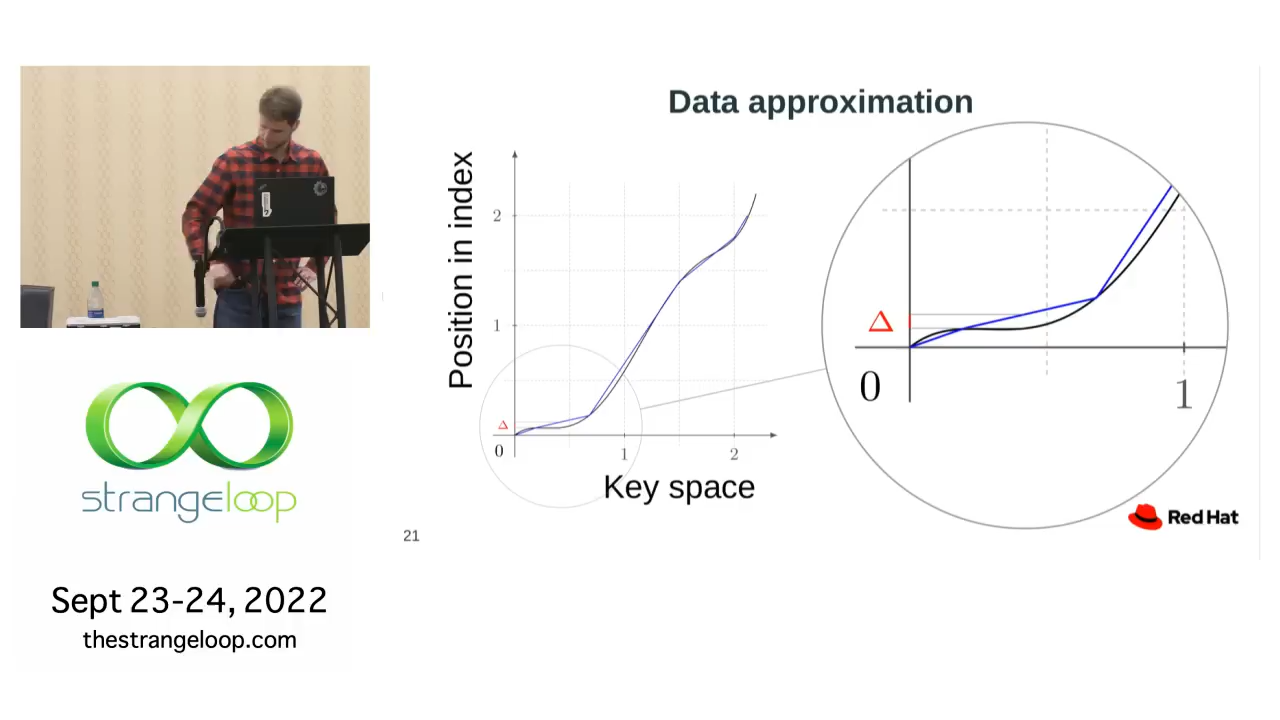 Data approximation
Position in index
2
1
Δ
0
1
2
Key space
Δ
0
1
21
Red Hat
strangeloop
Sept 23-24, 2022
thestrangeloop.com